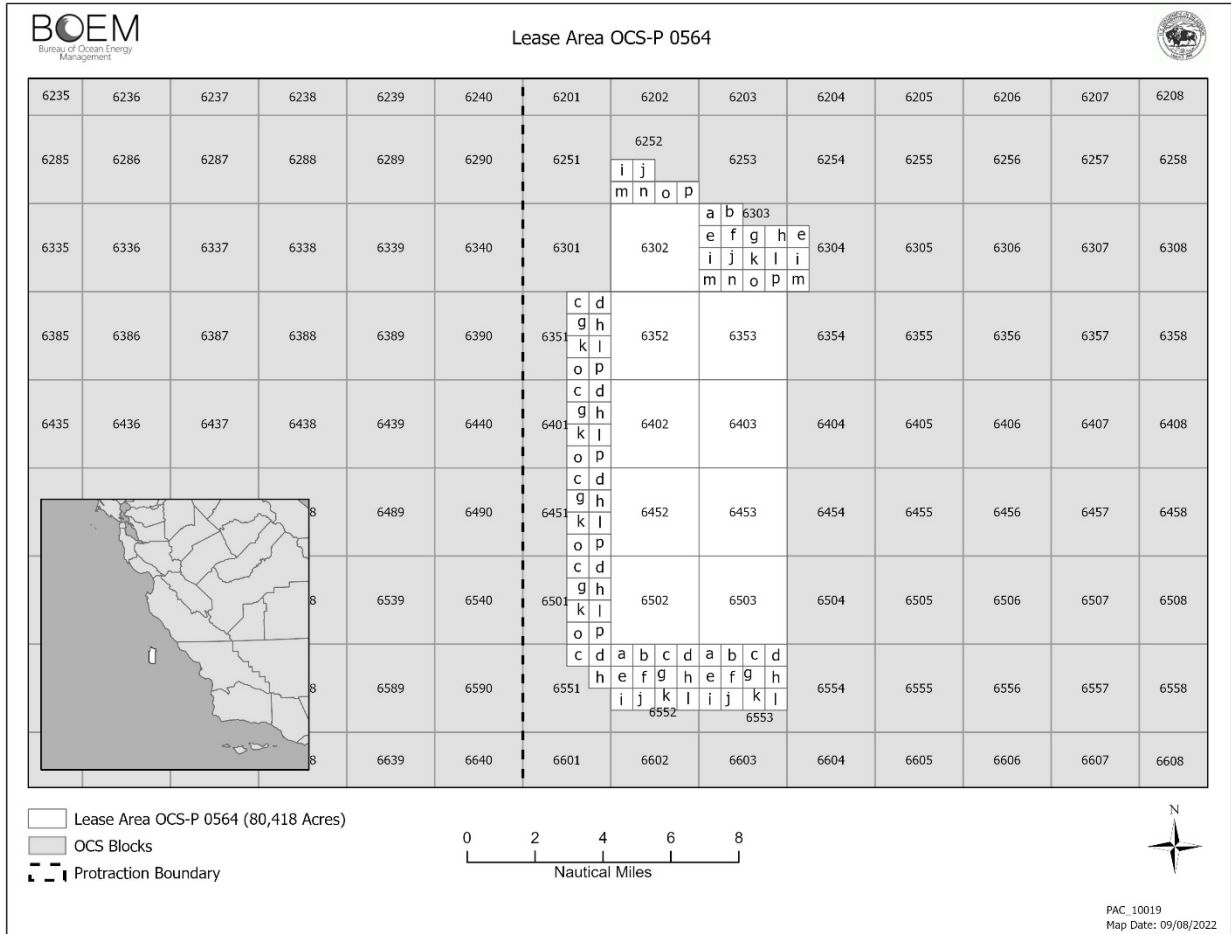 BOEM
Bureau of Ocean Energy
Management
Lease Area OCS-P 0564
6235 6236 6237 6238 6239 6240 6201 6202 6203 6204 6205 6206 6207 6208
6252
6285 6286 6287 6288 6289 6290 6251 6253 6254 6255 6256 6257 6258
i j
m n o p
a b 6303
e f g h e
6335 6336 6337 6338 6339 6340 6301 6302 6304 6305 6306 6307 6308
i j k l i
m n o p m
c d
g h
6385 6386 6387 6388 6389 6390 6351 6352 6353 6354 6355 6356 6357 6358
k l
o p
c d
g h
6435 6436 6437 6438 6439 6440 6401 6402 6403 6404 6405 6406 6407 6408
k l
o p
c d
g h
8 6489 6490 6451 6452 6453 6454 6455 6456 6457 6458
k l
o p
c d
g h
8 6539 6540 6501 6502 6503 6504 6505 6506 6507 6508
k l
o p
c d a b c d a b c d
h e f g h e f g h
8 6589 6590 6551 6554 6555 6556 6557 6558
i j k l i j k l
6552 6553
8 6639 6640 6601 6602 6603 6604 6605 6606 6607 6608
Lease Area OCS-P 0564 (80,418 Acres)
OCS Blocks
Protraction Boundary
0 2 4 6 8
Nautical Miles
N
PAC_10019
Map Date: 09/08/2022